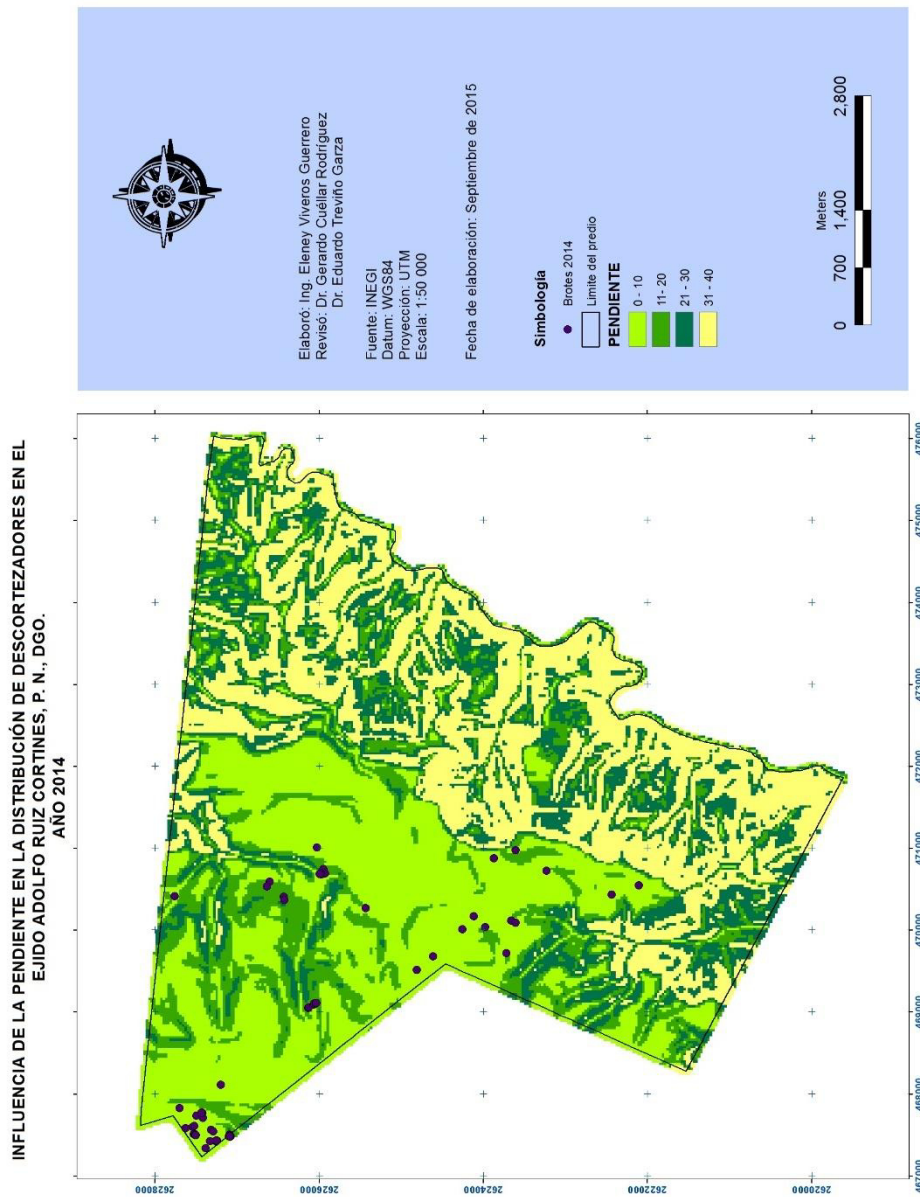 INFLUENCIA DE LA PENDIENTE EN LA DISTRIBUCIÓN DE DESCORTEZADORES EN EL
EJIDO ADOLFO RUIZ CORTINES, P. N., DGO.
AÑO 2014
2628000
2626000
2624000
2622000
2620000
467000
468000
469000
470000
471000
472000
473000
474000
475000
476000
Elaboró: Ing. Eleney Viveros Guerrero
Revisó: Dr. Gerardo Cuéllar Rodríguez
Dr. Eduardo Treviño Garza
Fuente: INEGI
Datum: WGS84
Proyección: UTM
Escala: 1:50 000
Fecha de elaboración: Septiembre de 2015
Simbología
Brotes 2014
Limite del predio
PENDIENTE
0 - 10
11- 20
21 - 30
31 - 40
Meters
0 700 1,400 2,800